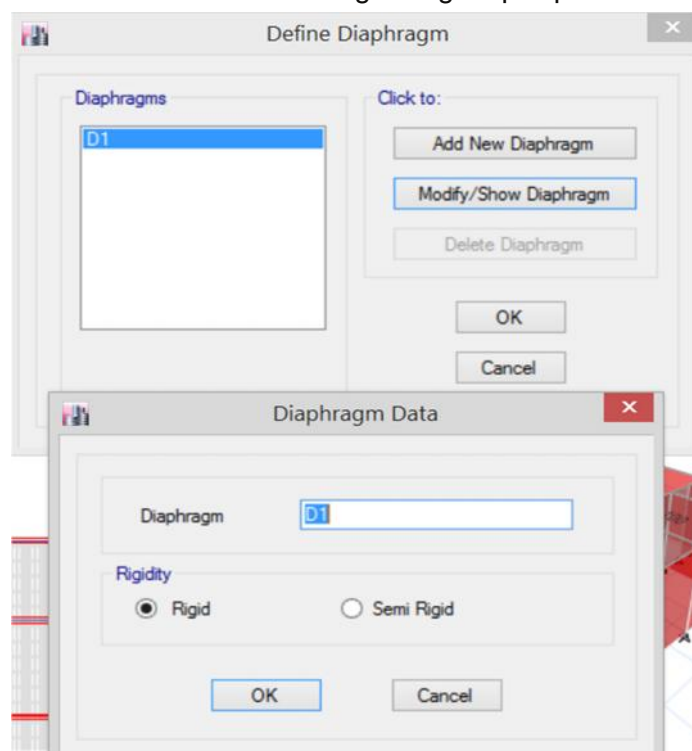 Define Diaphragm
Diaphragms
Click to:
D1
Add New Diaphragm
Modify/Show Diaphragm
Delete Diaphragm
OK
Cancel
Diaphragm Data
Diaphragm
D1
Rigidity
Rigid
Semi Rigid
OK
Cancel